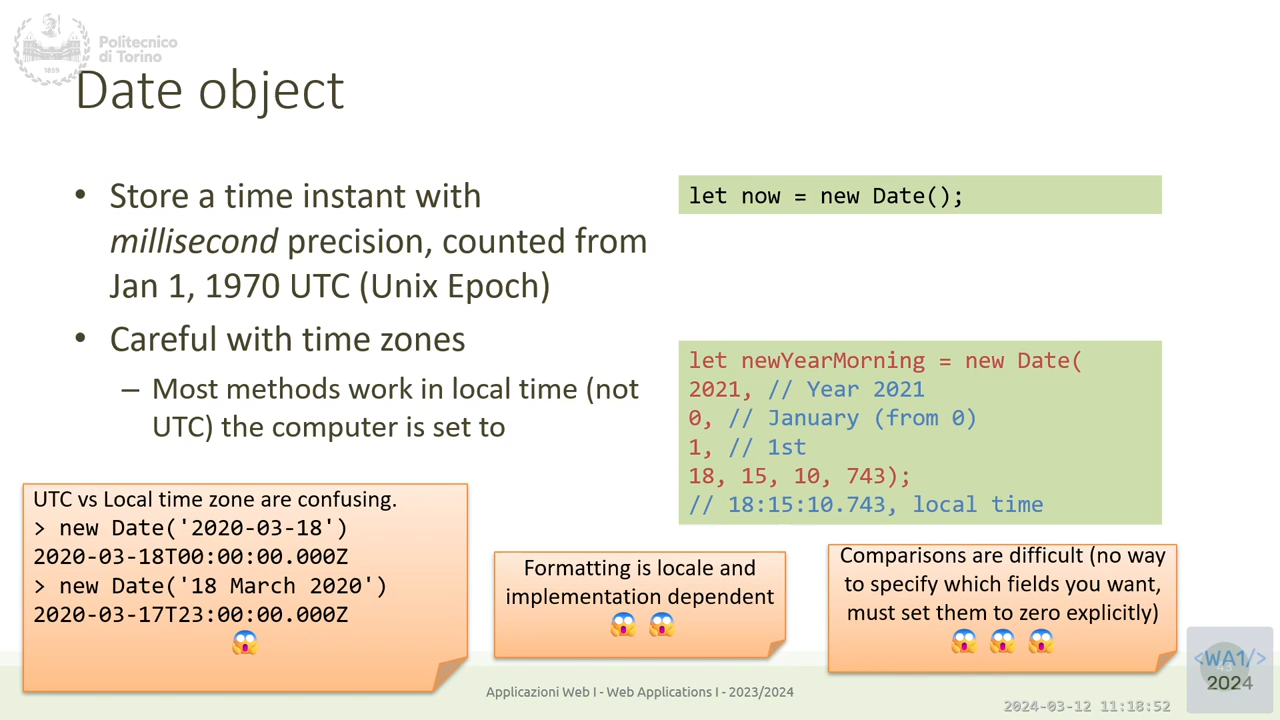 Politecnico
di Torino
1859
Date object
• Store a time instant with
millisecond precision, counted from
Jan 1, 1970 UTC (Unix Epoch)
• Careful with time zones
– Most methods work in local time (not
UTC) the computer is set to
let now = new Date();
let newYearMorning = new Date(
2021, // Year 2021
0, // January (from 0)
1, // 1st
18, 15, 10, 743);
// 18:15:10.743, local time
UTC vs Local time zone are confusing.
> new Date('2020-03-18')
2020-03-18T00:00:00.000Z
> new Date('18 March 2020')
2020-03-17T23:00:00.000Z
Formatting is locale and
implementation dependent
Comparisons are difficult (no way
to specify which fields you want,
must set them to zero explicitly)
Applicazioni Web I - Web Applications I - 2023/2024
<WA1/>
2024
2024-03-12 11:18:52